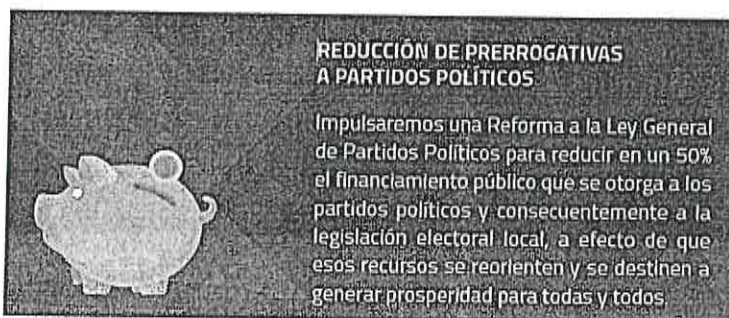 REDUCCIÓN DE PRERROGATIVAS
A PARTIDOS POLÍTICOS
Impulsaremos una Reforma a la Ley General
de Partidos Políticos para reducir en un 50%
el financiamiento público que se otorga a los
partidos políticos y consecuentemente a la
legislación electoral local, a efecto de que
esos recursos se reorienten y se destinen a
generar prosperidad para todas y todos